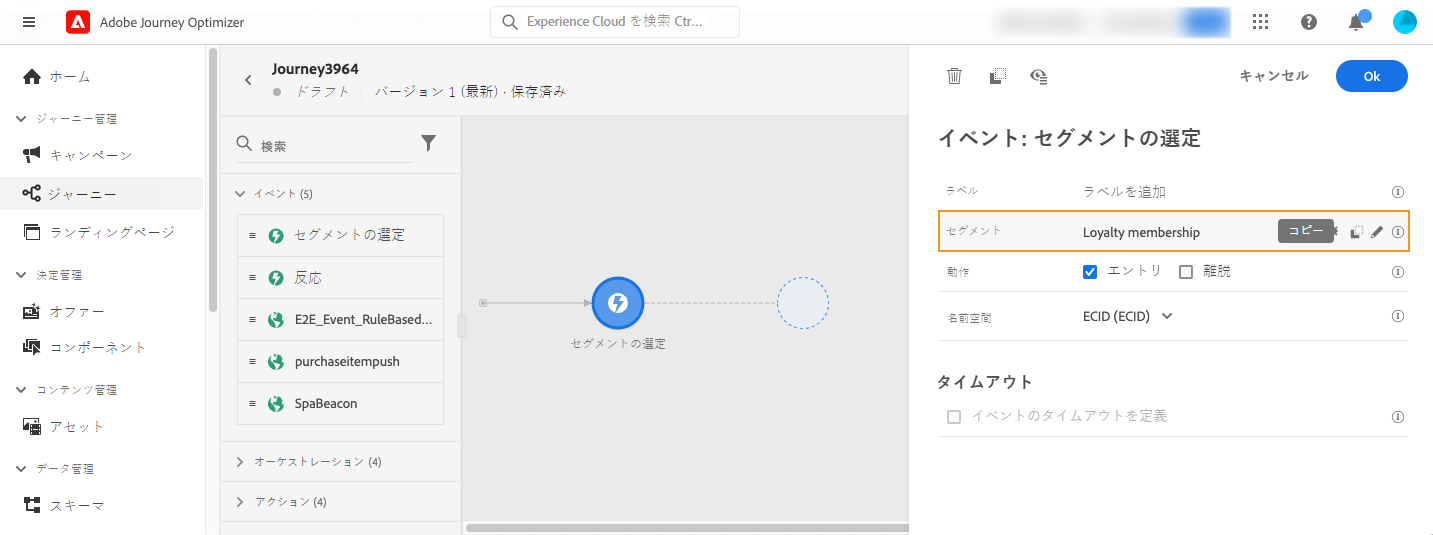 Adobe Journey Optimizer
Experience Cloud を検索 Ctr...
ホーム
ジャーニー管理
キャンペーン
ジャーニー
ランディングページ
決定管理
オファー
コンポーネント
コンテンツ管理
アセット
データ管理
スキーマ
Journey3964
ドラフト
バージョン 1 (最新) · 保存済み
検索
イベント (5)
セグメントの選定
反応
E2E_Event_RuleBased...
purchaseitempush
SpaBeacon
オーケストレーション (4)
アクション (4)
セグメントの選定
キャンセル
Ok
イベント: セグメントの選定
ラベル ラベルを追加
セグメント Loyalty membership コピー
動作 エントリ 離脱
名前空間 ECID (ECID)
タイムアウト
イベントのタイムアウトを定義